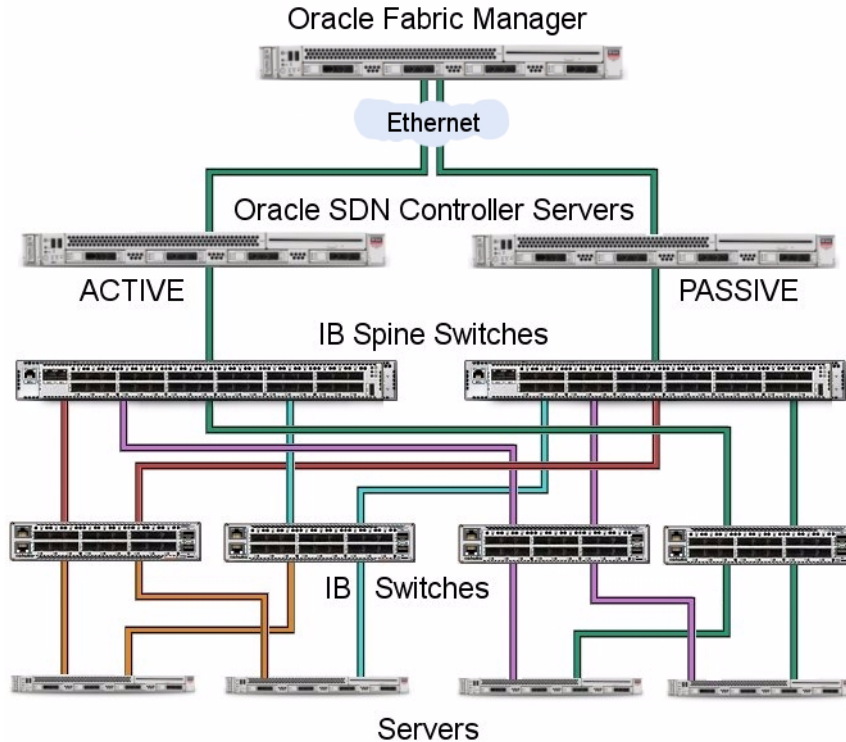 Oracle Fabric Manager
Ethernet
Oracle SDN Controller Servers
ACTIVE
PASSIVE
IB Spine Switches
IB Switches
Servers